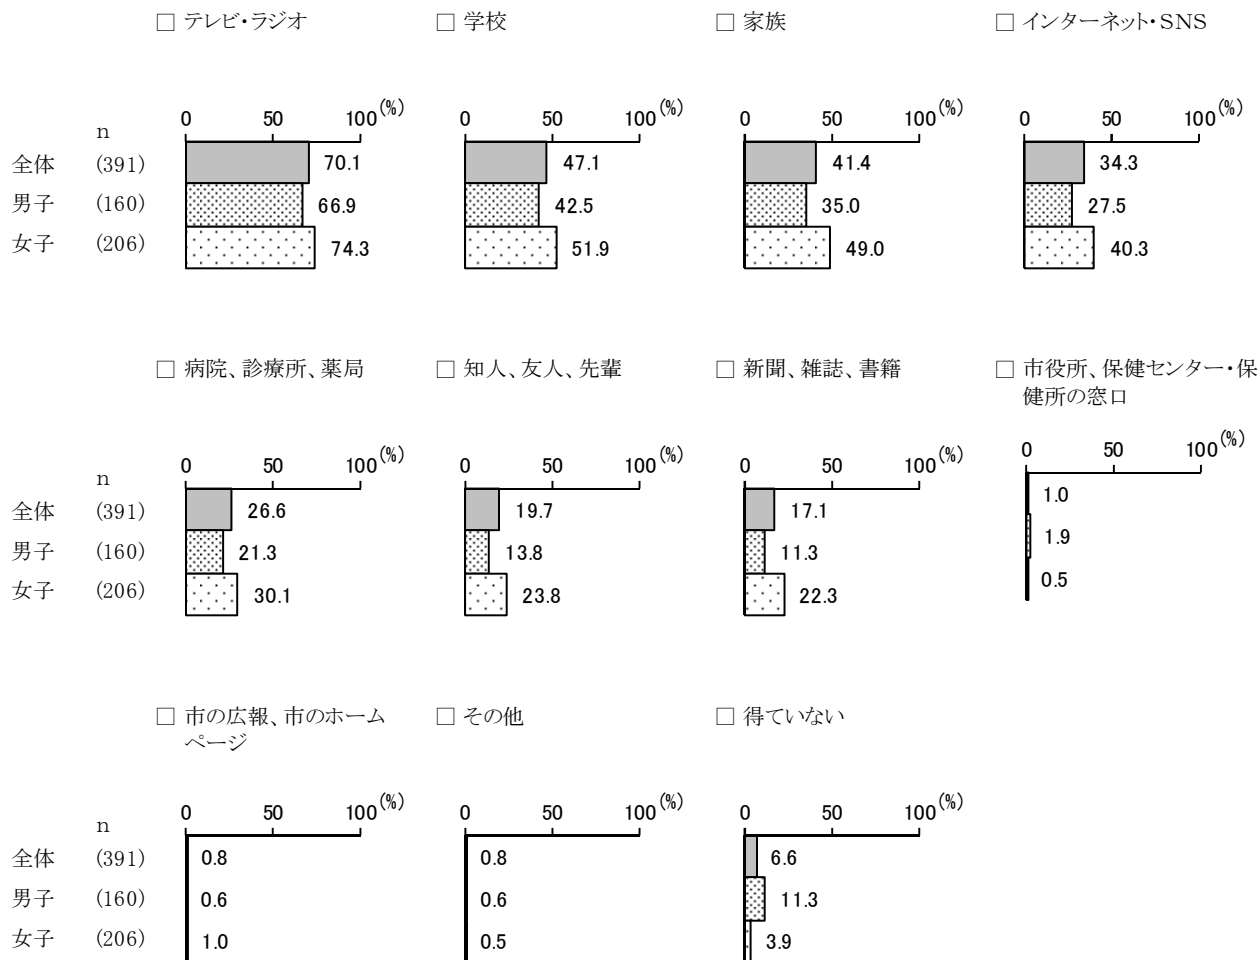 □ テレビ・ラジオ □ 学校 □ 家族 □ インターネット・SNS
0 50 100(%) 0 50 100(%) 0 50 100(%) 0 50 100(%)
n
全体 (391) 70.1 47.1 41.4 34.3
男子 (160) 66.9 42.5 35.0 27.5
女子 (206) 74.3 51.9 49.0 40.3
□ 病院、診療所、薬局 □ 知人、友人、先輩 □ 新聞、雑誌、書籍 □ 市役所、保健センター・保
健所の窓口
0 50 100(%) 0 50 100(%) 0 50 100(%) 0 50 100(%)
n
全体 (391) 26.6 19.7 17.1 1.0
男子 (160) 21.3 13.8 11.3 1.9
女子 (206) 30.1 23.8 22.3 0.5
□ 市の広報、市のホーム □ その他 □ 得ていない
ページ
0 50 100(%) 0 50 100(%) 0 50 100(%)
n
全体 (391) 0.8 0.8 6.6
男子 (160) 0.6 0.6 11.3
女子 (206) 1.0 0.5 3.9